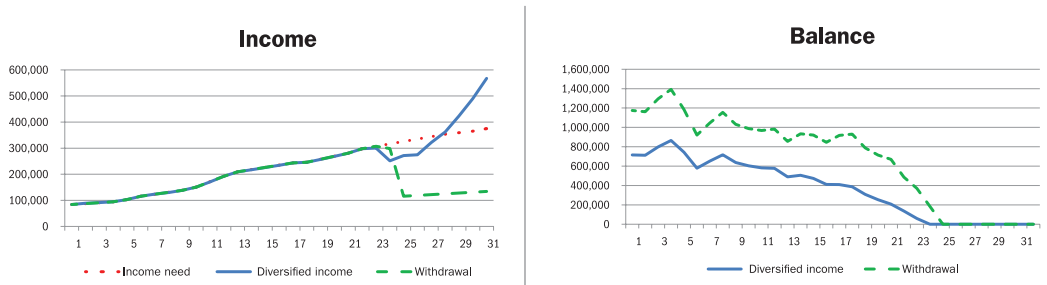 Income
600,000
500,000
400,000
300,000
200,000
100,000
0
1 3 5 7 9 11 13 15 17 19 21 23 25 27 29 31
Income need Diversified income Withdrawal
Balance
1,600,000
1,400,000
1,200,000
1,000,000
800,000
600,000
400,000
200,000
0
1 3 5 7 9 11 13 15 17 19 21 23 25 27 29 31
Diversified income Withdrawal